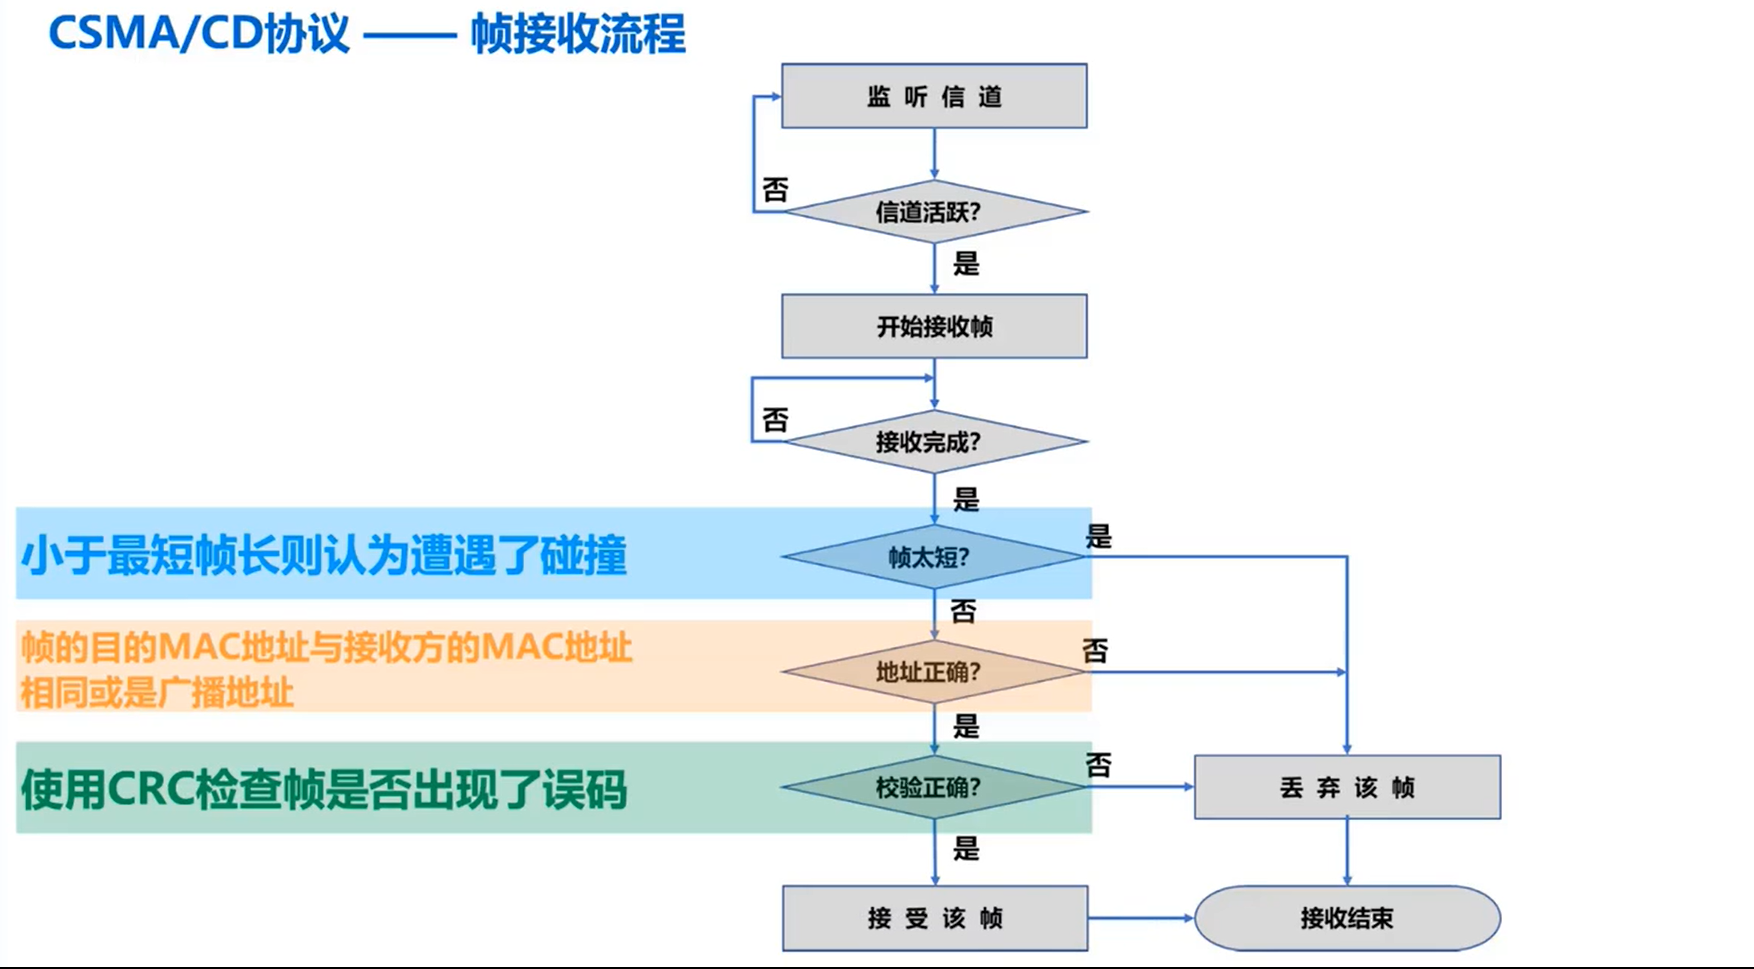 CSMA/CD协议 —— 帧接收流程
监听信道
否
信道活跃?
是
开始接收帧
否
接收完成?
是
小于最短帧长则认为遭遇了碰撞
帧太短?
是
否
帧的目的MAC地址与接收方的MAC地址
相同或是广播地址
地址正确?
否
是
使用CRC检查帧是否出现了误码
校验正确?
否
丢弃该帧
是
接受该帧
接收结束